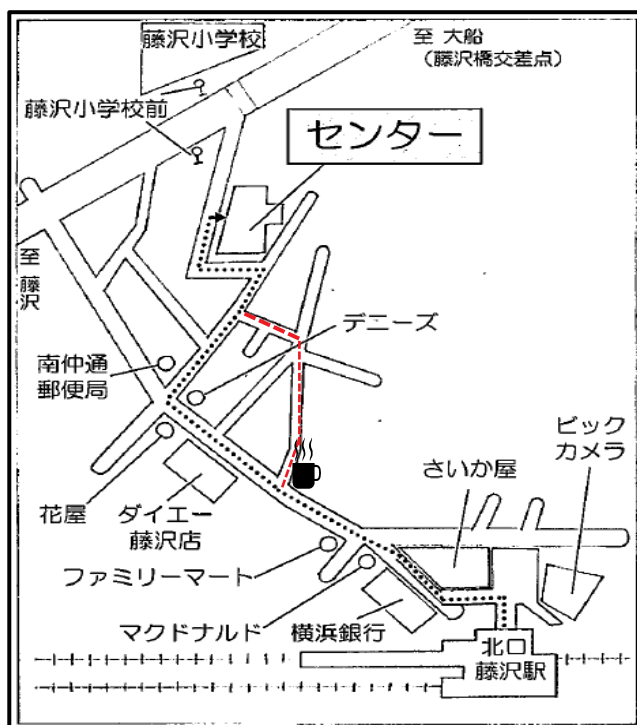 藤沢小学校
至 大船
（藤沢橋交差点）
藤沢小学校前
センター
至 藤沢
デニーズ
南仲通
郵便局
ビック
カメラ
さいか屋
花屋
ダイエー
藤沢店
ファミリーマート
マクドナルド
横浜銀行
北口
藤沢駅